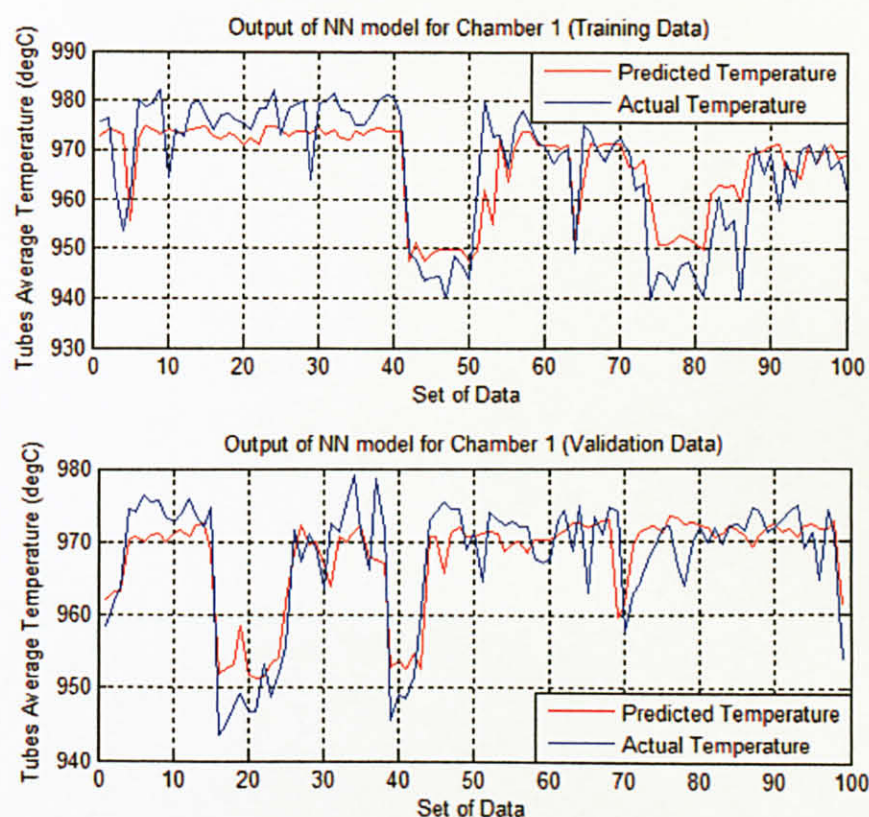 Output of NN model for Chamber 1 (Training Data)
990
980
970
960
950
940
930
Tubes Average Temperature (degC)
Predicted Temperature
Actual Temperature
0 10 20 30 40 50 60 70 80 90 100
Set of Data
Output of NN model for Chamber 1 (Validation Data)
980
970
960
950
940
Tubes Average Temperature (degC)
Predicted Temperature
Actual Temperature
0 10 20 30 40 50 60 70 80 90 100
Set of Data